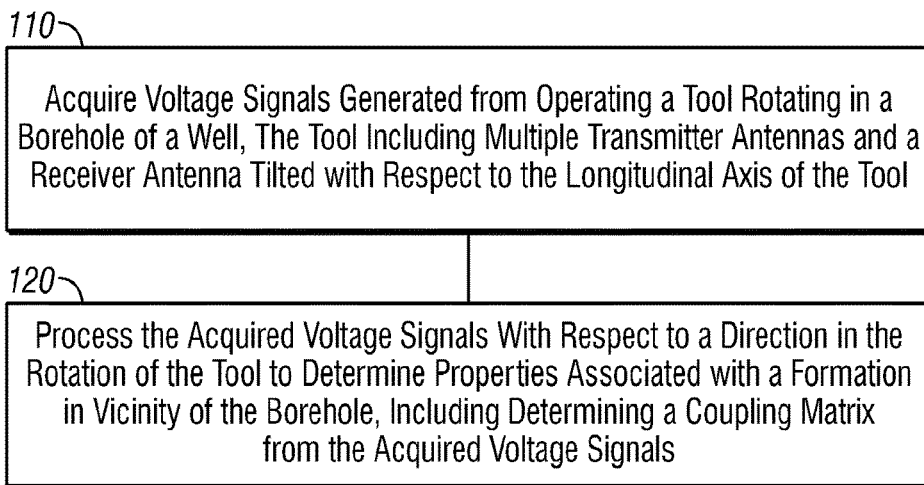 110
Acquire Voltage Signals Generated from Operating a Tool Rotating in a
Borehole of a Well, The Tool Including Multiple Transmitter Antennas and a
Receiver Antenna Tilted with Respect to the Longitudinal Axis of the Tool
120
Process the Acquired Voltage Signals With Respect to a Direction in the
Rotation of the Tool to Determine Properties Associated with a Formation
in Vicinity of the Borehole, Including Determining a Coupling Matrix
from the Acquired Voltage Signals